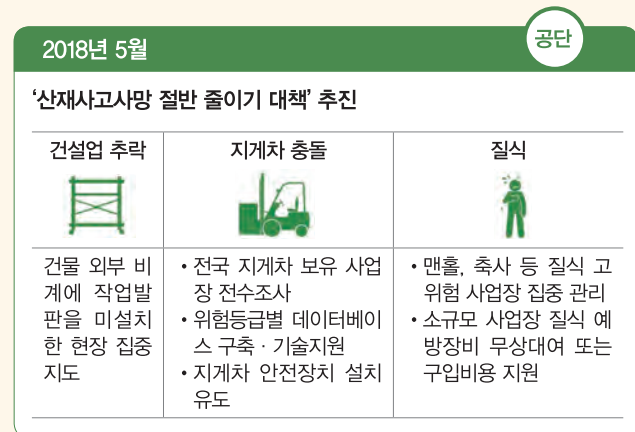 2018년 5월
공단
‘산재사고사망 절반 줄이기 대책’ 추진
건설업 추락
지게차 충돌
질식
건물 외부 비
계에 작업발
판을 미설치
한 현장 집중
지도
• 전국 지게차 보유 사업
장 전수조사
• 위험등급별 데이터베이
스 구축 · 기술지원
• 지게차 안전장치 설치
유도
• 맨홀, 축사 등 질식 고
위험 사업장 집중 관리
• 소규모 사업장 질식 예
방장비 무상대여 또는
구입비용 지원